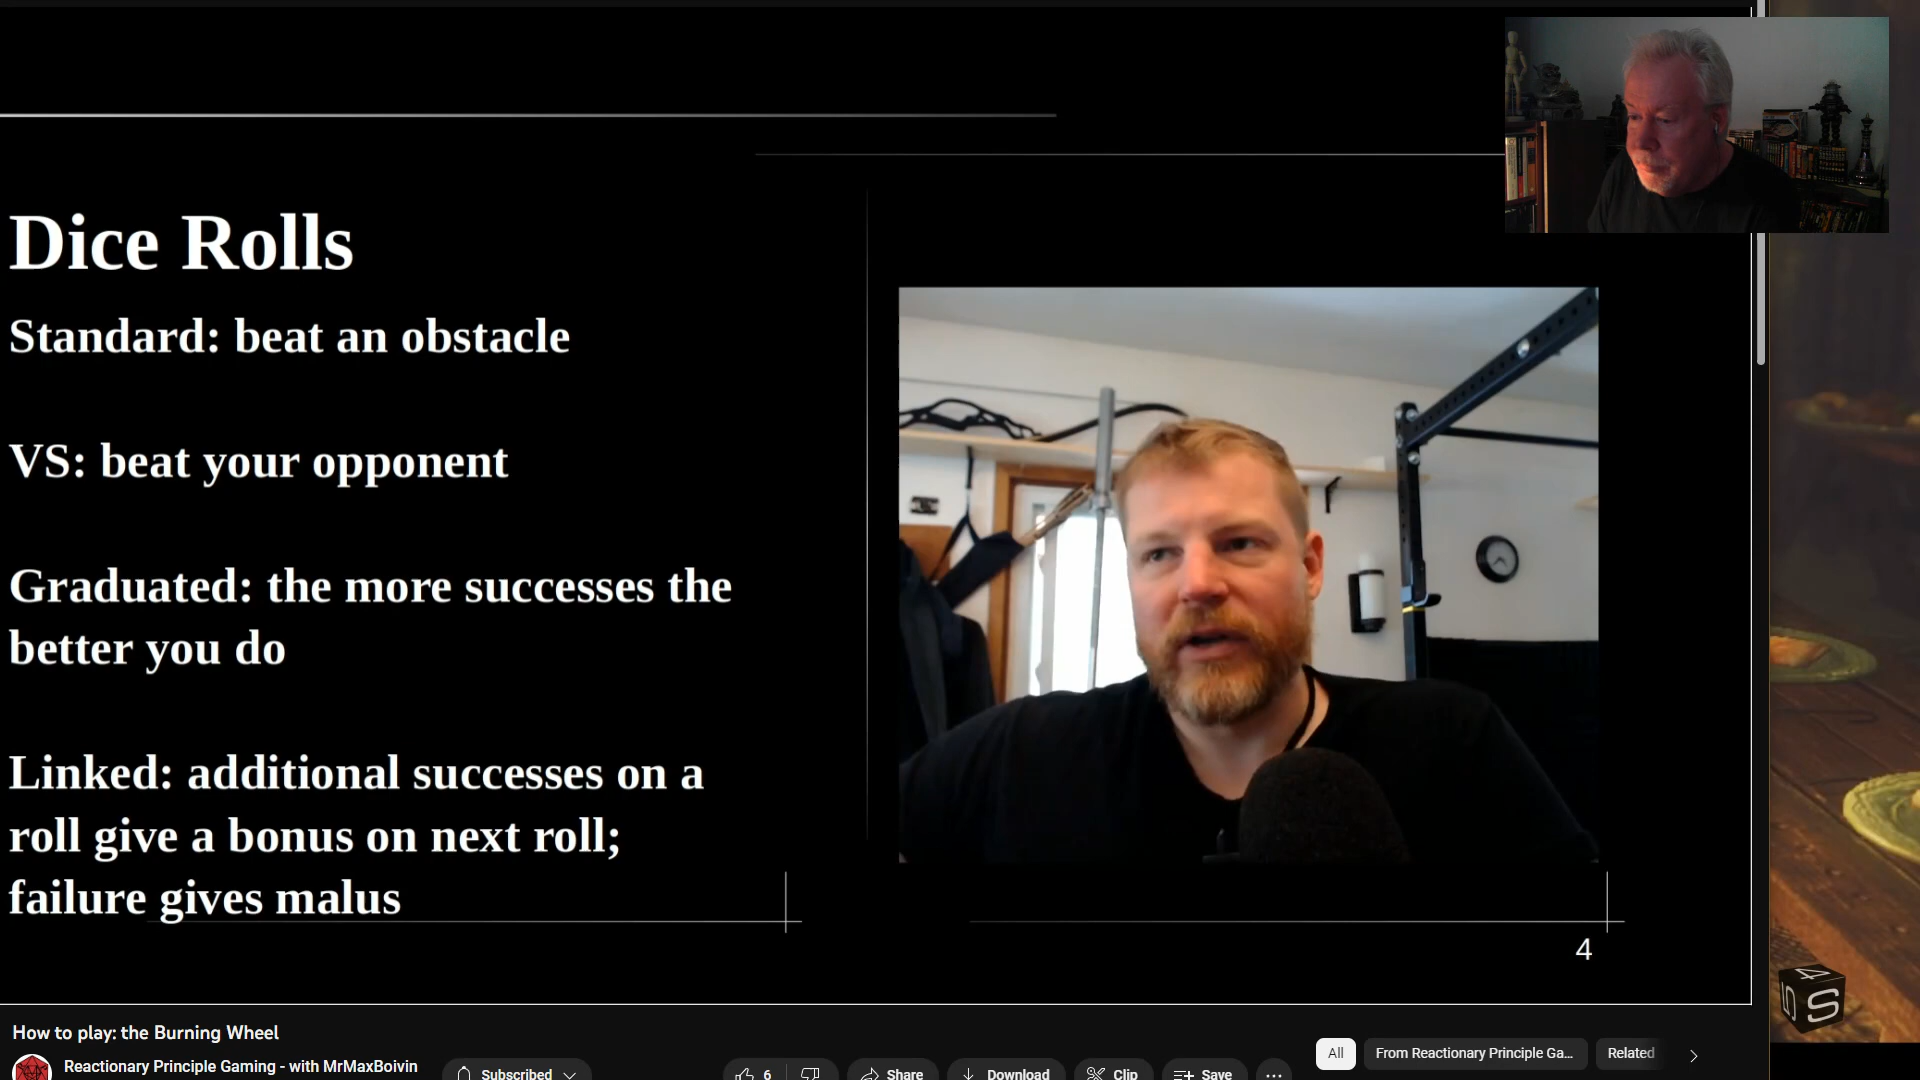 Dice Rolls
Standard: beat an obstacle
VS: beat your opponent
Graduated: the more successes the
better you do
Linked: additional successes on a
roll give a bonus on next roll;
failure gives malus
4
4
S
How to play: the Burning Wheel
Reactionary Principle Gaming - with MrMaxBoivin
Subscribed
6
Share
Download
Clip
Save
All
From Reactionary Principle Ga...
Related